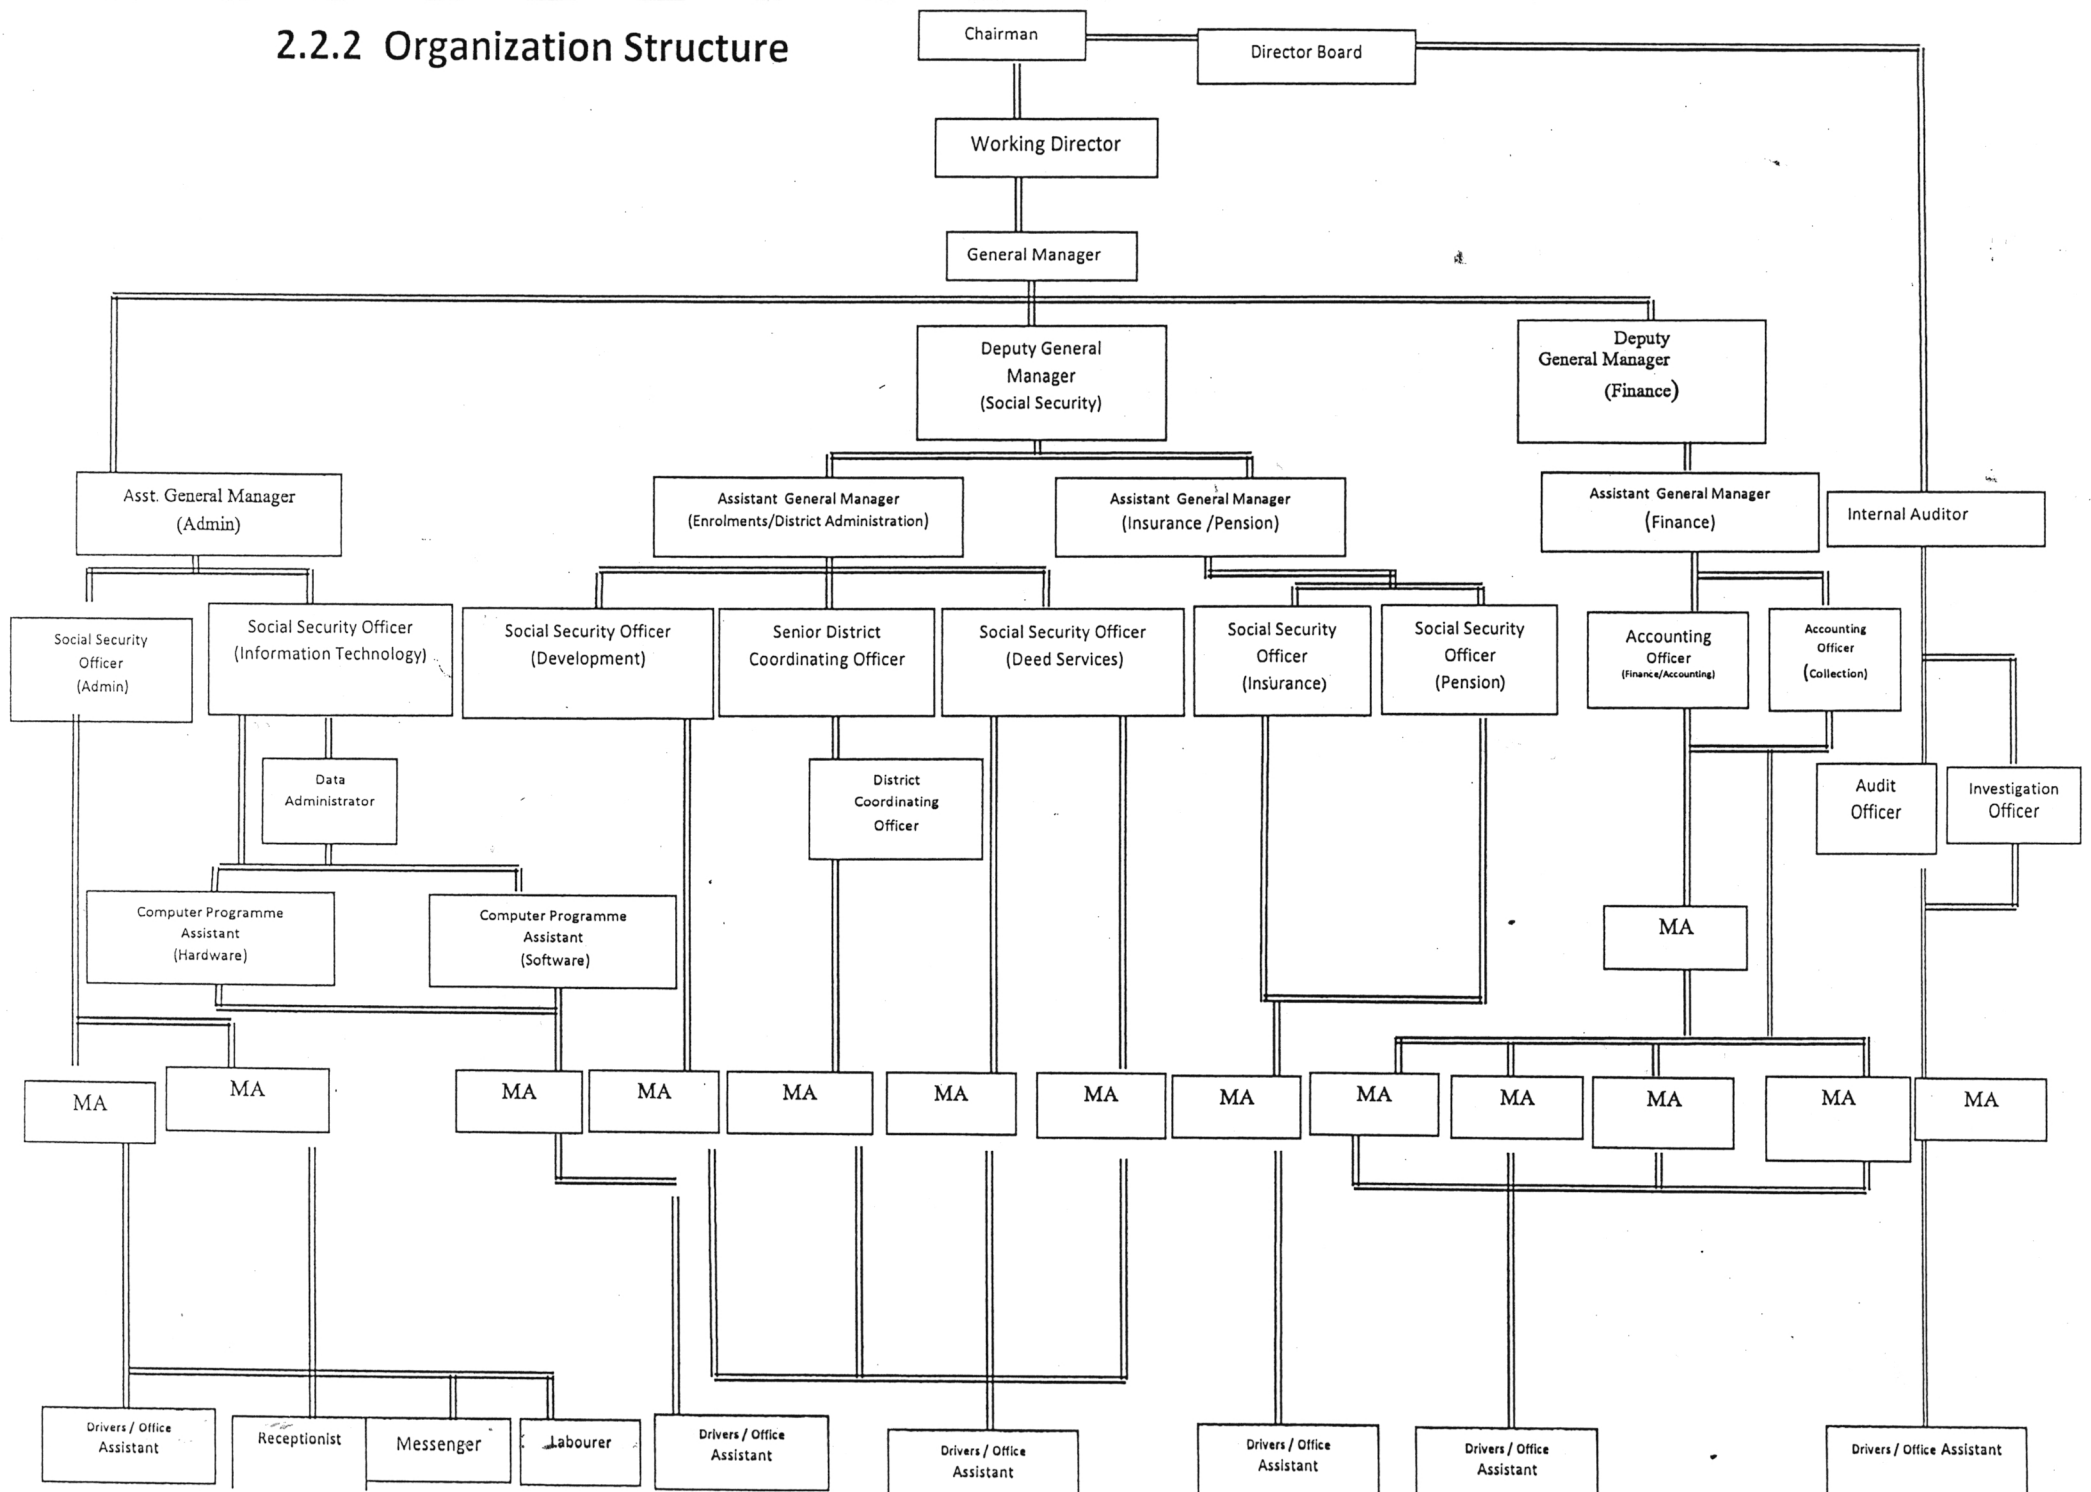 2.2.2 Organization Structure
Chairman
Director Board
Working Director
General Manager
Deputy General
Manager
(Social Security)
Deputy
General Manager
(Finance)
Asst. General Manager
(Admin)
Assistant General Manager
(Enrolments/District Administration)
Assistant General Manager
(Insurance /Pension)
Assistant General Manager
(Finance)
Internal Auditor
Social Security
Officer
(Admin)
Social Security Officer
(Information Technology)
Social Security Officer
(Development)
Senior District
Coordinating Officer
Social Security Officer
(Deed Services)
Social Security
Officer
(Insurance)
Social Security
Officer
(Pension)
Accounting
Officer
(Finance/Accounting)
Accounting
Officer
(Collection)
Data
Administrator
District
Coordinating
Officer
Audit
Officer
Investigation
Officer
Computer Programme
Assistant
(Hardware)
Computer Programme
Assistant
(Software)
MA
MA
MA
MA
MA
MA
MA
MA
MA
MA
MA
MA
MA
MA
Drivers / Office
Assistant
Receptionist
Messenger
Labourer
Drivers / Office
Assistant
Drivers / Office
Assistant
Drivers / Office
Assistant
Drivers / Office
Assistant
Drivers / Office Assistant